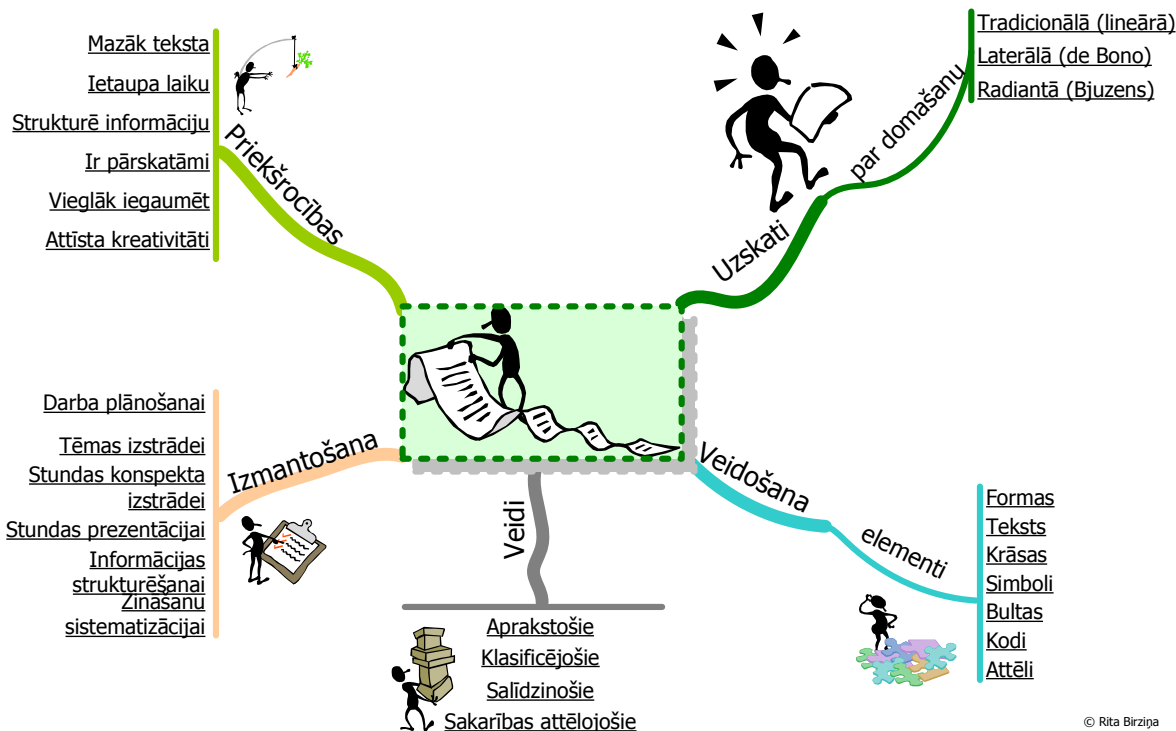 Mazāk teksta
Ietaupa laiku
Strukturē informāciju
Ir pārskatāmi
Vieglāk iegaumēt
Attīsta kreativitāti
Priekšrocības
Tradicionālā (lineārā)
Laterālā (de Bono)
Radiantā (Bjuzens)
par domašanu
Uzskati
Darba plānošanai
Tēmas izstrādei
Stundas konspekta
izstrādei
Stundas prezentācijai
Informācijas
strukturēšanai
Zināšanu
sistematizācijai
Izmantošana
Veidi
Aprakstošie
Klasificējošie
Salīdzinošie
Sakarības attēlojošie
Veidošana
elementi
Formas
Teksts
Krāsas
Simboli
Bultas
Kodi
Attēli
© Rita Birziņa